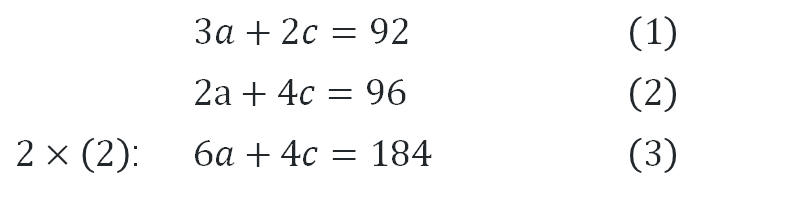 3a + 2c = 92 (1)
2a + 4c = 96 (2)
2 × (2): 6a + 4c = 184 (3)